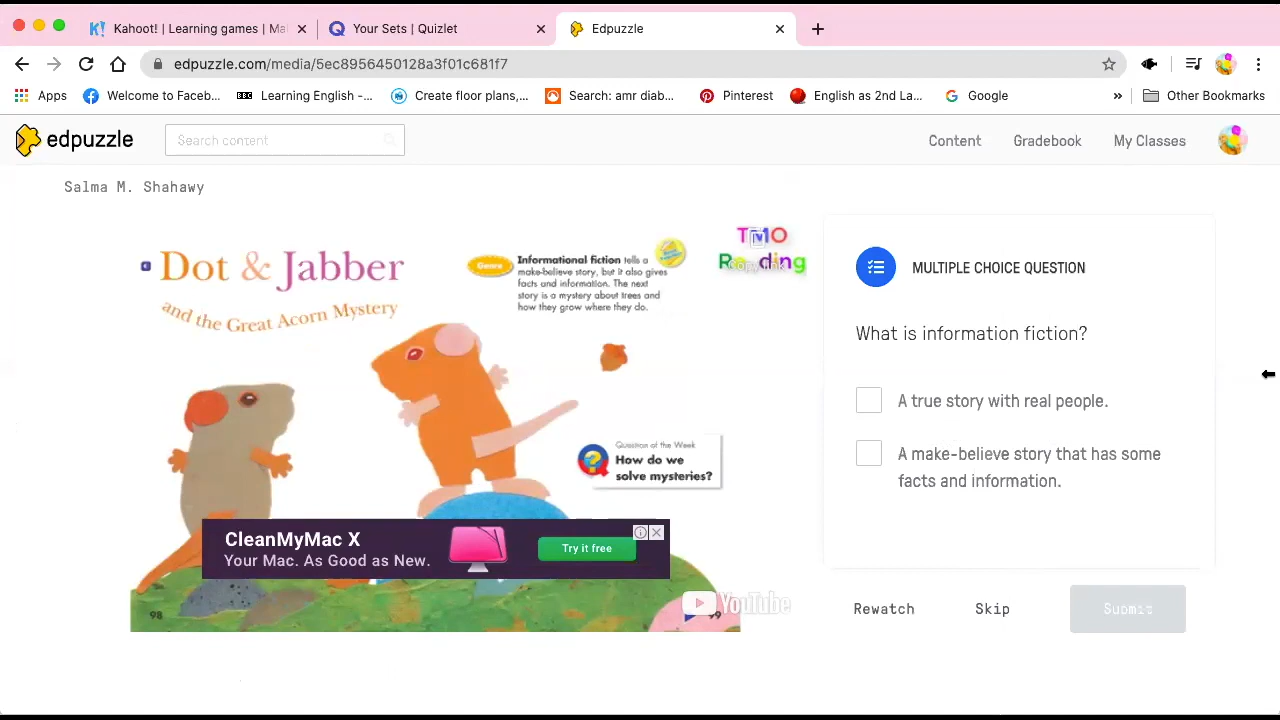 Kahoot! | Learning games | Ma
Your Sets | Quizlet
Edpuzzle
edpuzzle.com/media/5ec8956450128a3f01c681f7
Apps
Welcome to Faceb...
Learning English -...
Create floor plans,...
Search: amr diab...
Pinterest
English as 2nd La...
Google
»
Other Bookmarks
edpuzzle
Search content
Content
Gradebook
My Classes
Salma M. Shahawy
Dot & Jabber
and the Great Acorn Mystery
Genre
Informational fiction tells a
make-believe story, but it also gives
facts and information. The next
story is a mystery about trees and
how they grow where they do.
Reading
Question of the Week
How do we
solve mysteries?
CleanMyMac X
Your Mac. As Good as New.
Try it free
98
99
YouTube
MULTIPLE CHOICE QUESTION
What is information fiction?
A true story with real people.
A make-believe story that has some
facts and information.
Rewatch
Skip
Submit